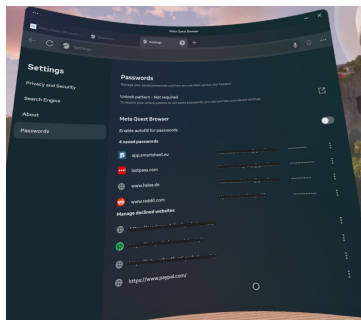 Meta Quest Browser
Settings
Settings
Settings
Privacy and Security
Search Engine
About
Passwords
Passwords
Unlock pattern - Not required
Meta Quest Browser
Enable autofill for passwords
4 saved passwords
app.smartsheet.eu
lastpass.com
www.heise.de
www.reddit.com
Manage declined websites
https://www.paypal.com/